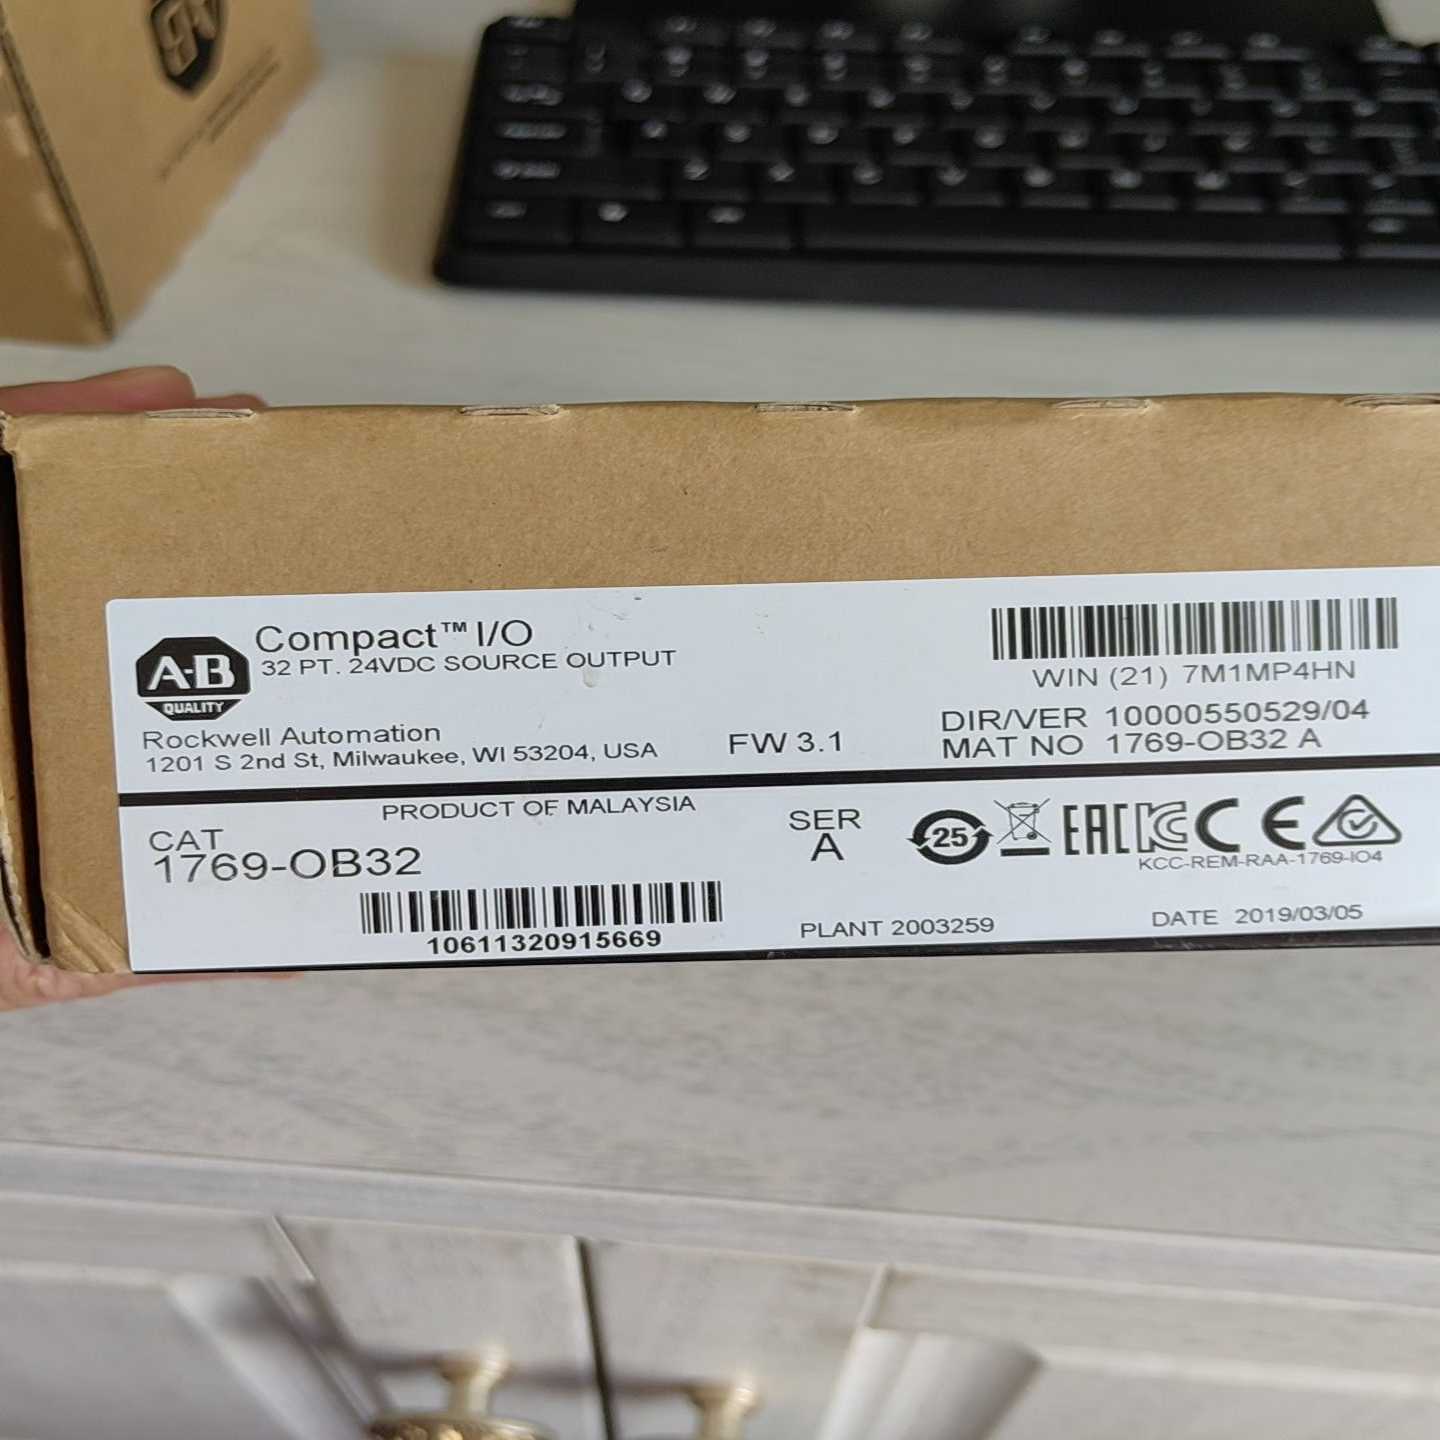 A-B
QUALITY
Compact™ I/O
32 PT. 24VDC SOURCE OUTPUT
Rockwell Automation
1201 S 2nd St, Milwaukee, WI 53204, USA
FW 3.1
WIN (21) 7M1MP4HN
DIR/VER 10000550529/04
MAT NO 1769-OB32 A
PRODUCT OF MALAYSIA
CAT
1769-OB32
10611320915669
SER
A
25
EAC
CE
KCC-REM-RAA-1769-IO4
PLANT 2003259
DATE 2019/03/05